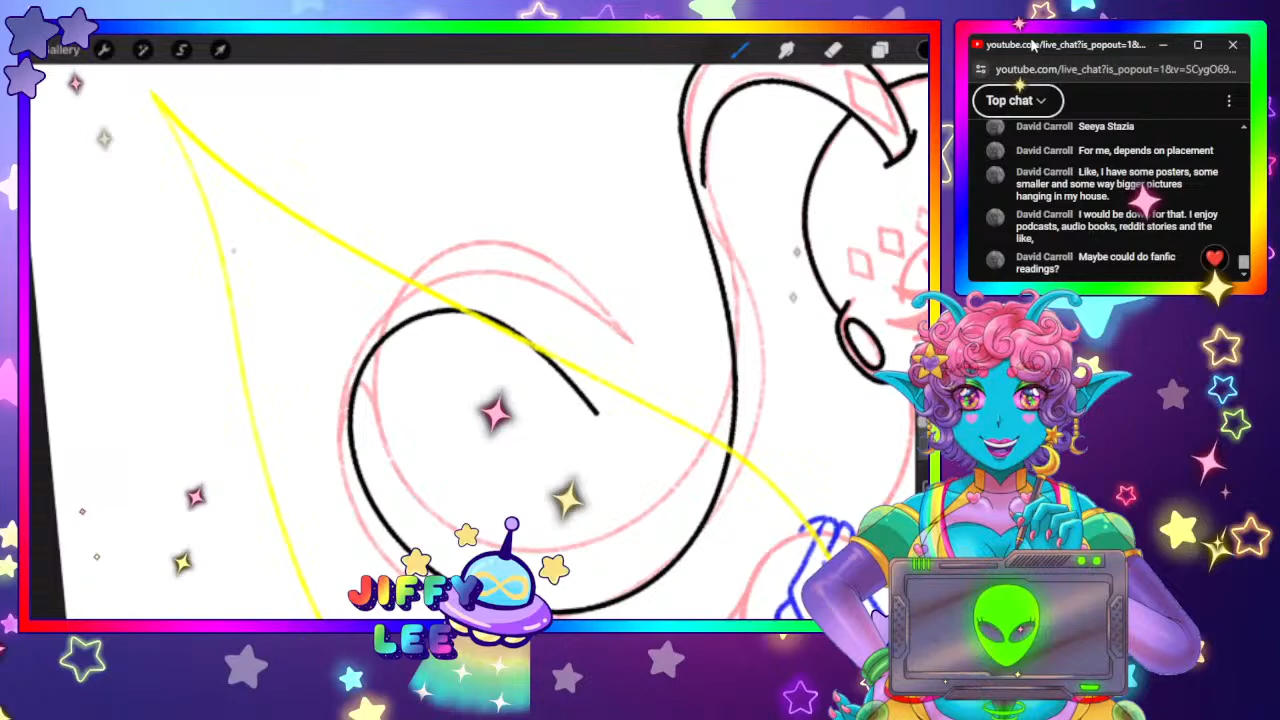 Gallery
youtube.com/live_chat?is_popout=1&...
youtube.com/live_chat?is_popout=1&v=SCygO69...
Top chat
David Carroll Seeya Stazia
David Carroll For me, depends on placement
David Carroll Like, I have some posters, some
smaller and some way bigger pictures
hanging in my house.
David Carroll I would be down for that. I enjoy
podcasts, audio books, reddit stories and the
like,
David Carroll Maybe could do fanfic
readings?
JIFFY
LEE